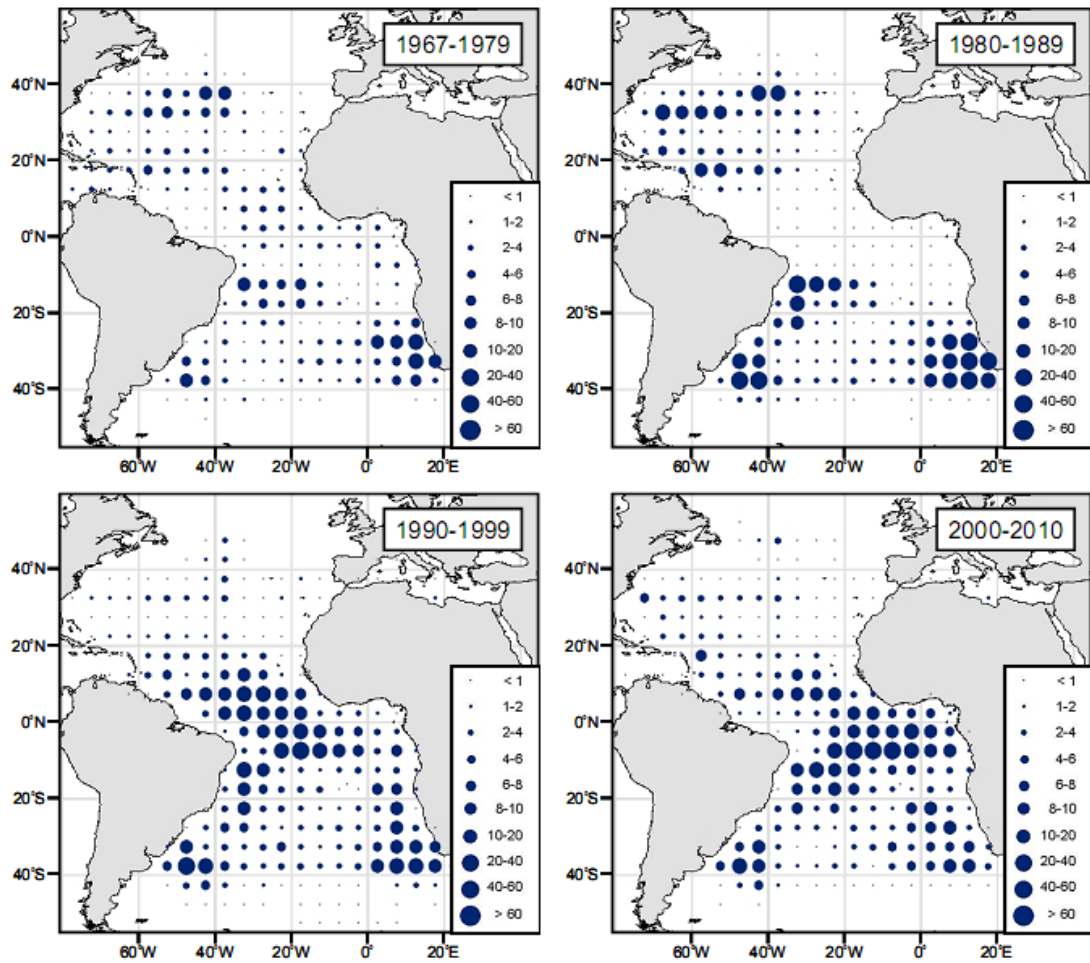 1967-1979
40°N
20°N
0°N
20°S
40°S
60°W
40°W
20°W
0°
20°E
< 1
1-2
2-4
4-6
6-8
8-10
10-20
20-40
40-60
> 60
1980-1989
40°N
20°N
0°N
20°S
40°S
60°W
40°W
20°W
0°
20°E
< 1
1-2
2-4
4-6
6-8
8-10
10-20
20-40
40-60
> 60
1990-1999
40°N
20°N
0°N
20°S
40°S
60°W
40°W
20°W
0°
20°E
< 1
1-2
2-4
4-6
6-8
8-10
10-20
20-40
40-60
> 60
2000-2010
40°N
20°N
0°N
20°S
40°S
60°W
40°W
20°W
0°
20°E
< 1
1-2
2-4
4-6
6-8
8-10
10-20
20-40
40-60
> 60